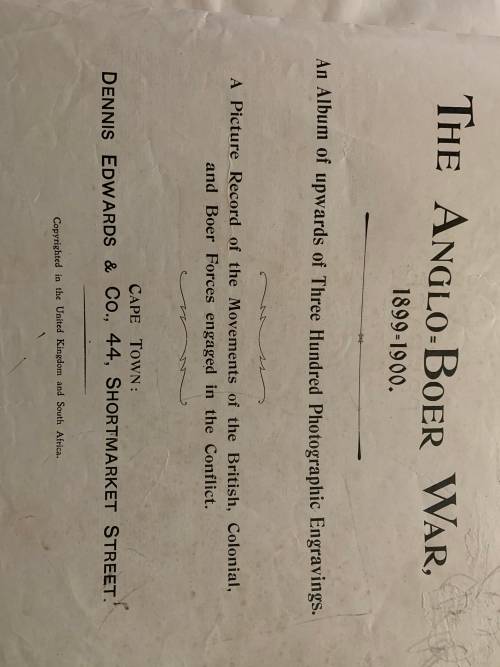 THE ANGLO=BOER WAR,
1899=1900.
An Album of upwards of Three Hundred Photographic Engravings.
A Picture Record of the Movements of the British, Colonial,
and Boer Forces engaged in the Conflict.
CAPE TOWN:
DENNIS EDWARDS & CO., 44, SHORTMARKET STREET.
Copyrighted in the United Kingdom and South Africa.